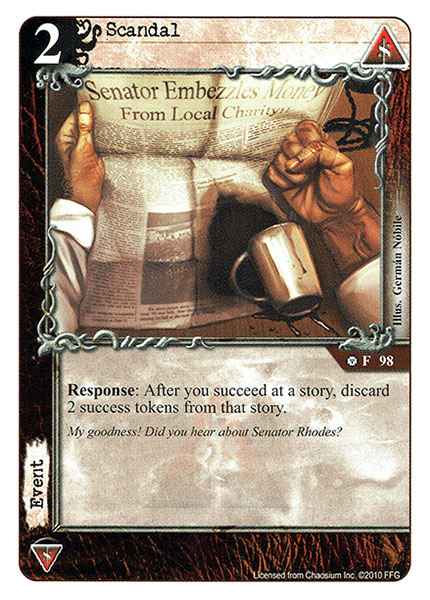 2
Scandal
Senator Embezzles Money
From Local Charity
Illus. Germán Nobile
F 98
Response: After you succeed at a story, discard
2 success tokens from that story.
My goodness! Did you hear about Senator Rhodes?
Event
Licensed from Chaosium Inc. ©2010 FFG